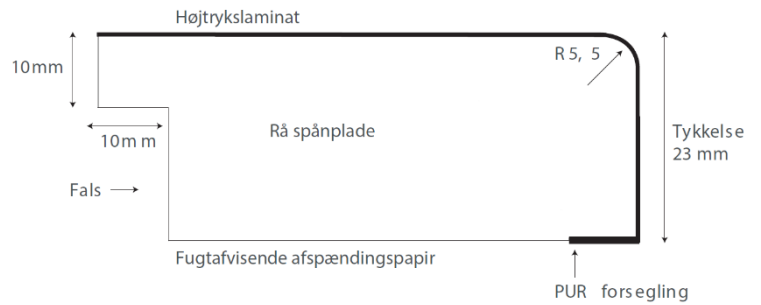 Højtrykslaminat
R 5, 5
10mm
Rå spånplade
Tykkelse
23 mm
10m m
Fals
Fugtafvisende afspændingspapir
PUR forsegling